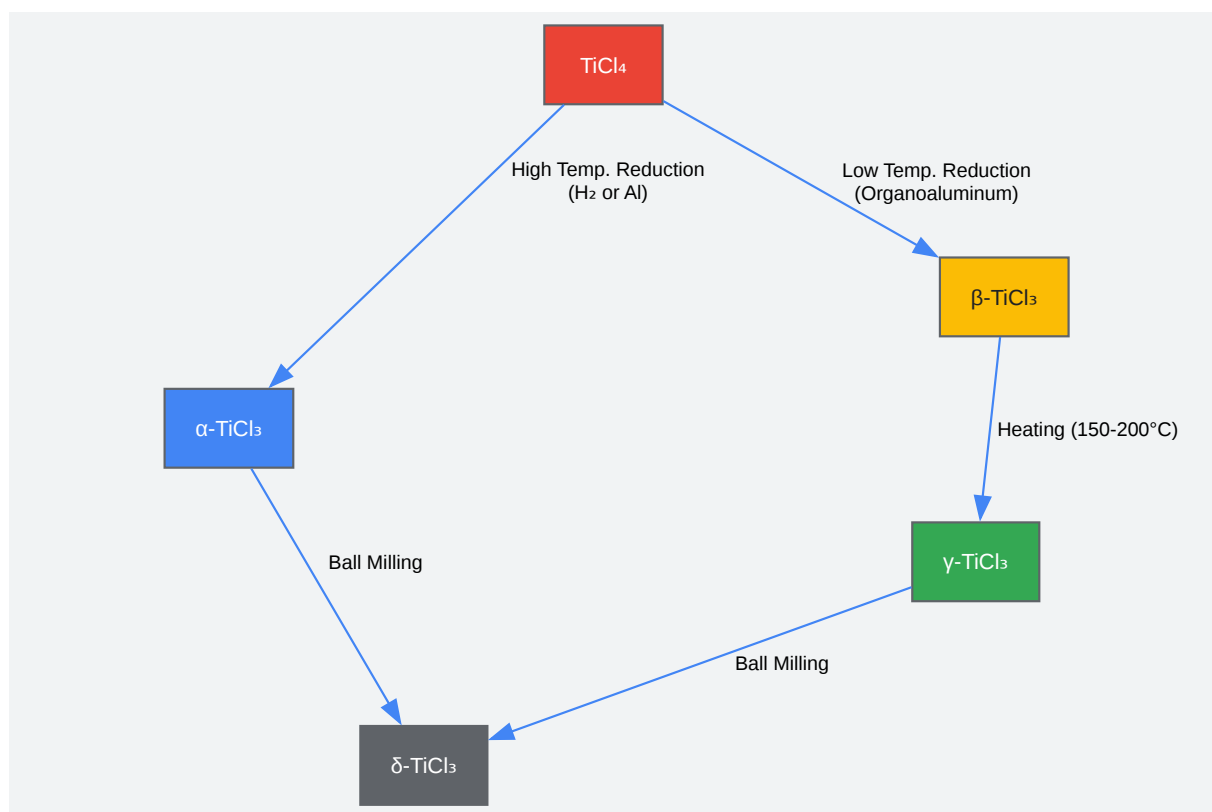 TiCl₄
High Temp. Reduction
(H₂ or Al)
Low Temp. Reduction
(Organoaluminum)
β-TiCl₃
α-TiCl₃
Heating (150-200°C)
Ball Milling
γ-TiCl₃
Ball Milling
δ-TiCl₃